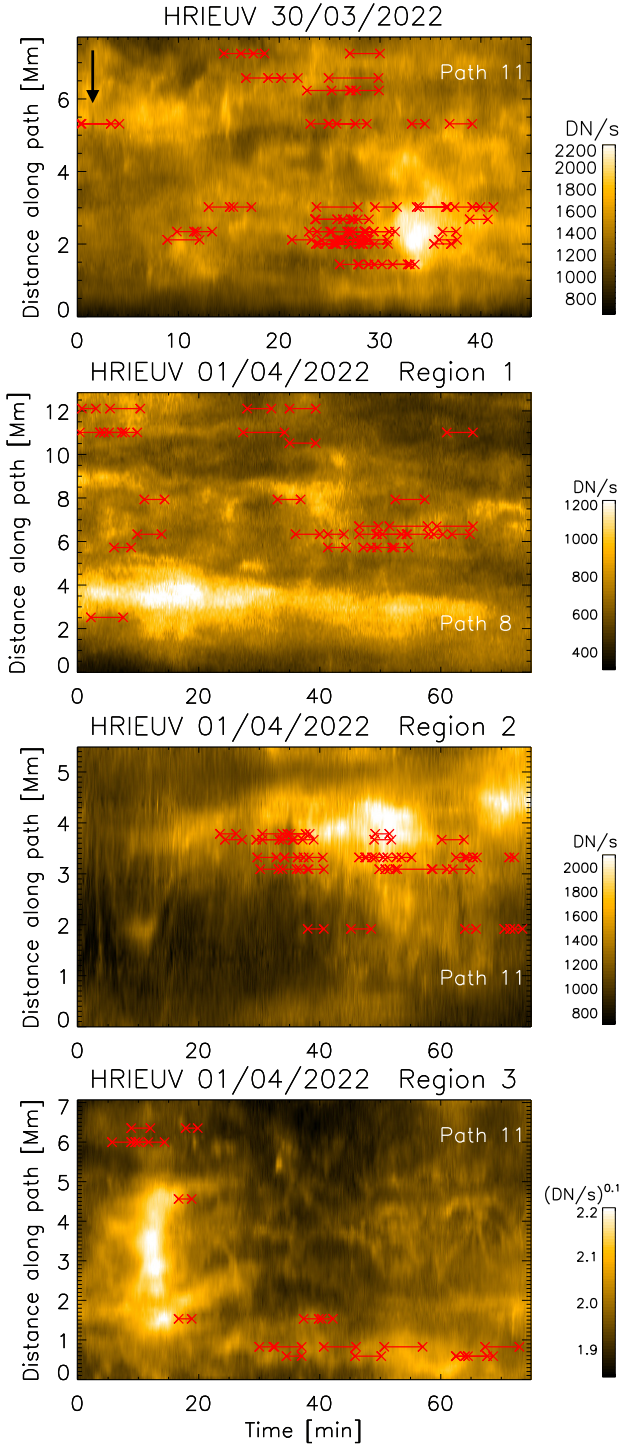 HRIEUV 30/03/2022
Distance along path [Mm]
6
4
2
0
Path 11
0 10 20 30 40
DN/s
2200
2000
1800
1600
1400
1200
1000
800
HRIEUV 01/04/2022 Region 1
Distance along path [Mm]
12
10
8
6
4
2
0
Path 8
0 20 40 60
DN/s
1200
1000
800
600
400
HRIEUV 01/04/2022 Region 2
Distance along path [Mm]
5
4
3
2
1
0
Path 11
0 20 40 60
DN/s
2000
1800
1600
1400
1200
1000
800
HRIEUV 01/04/2022 Region 3
Distance along path [Mm]
7
6
5
4
3
2
1
0
Path 11
0 20 40 60
Time [min]
(DN/s)^0.1
2.2
2.1
2.0
1.9